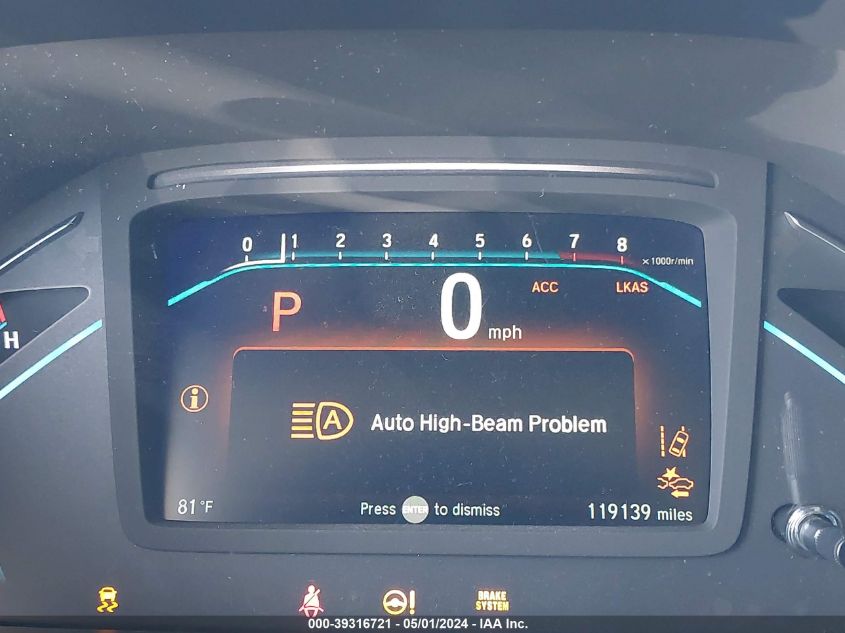 0 1 2 3 4 5 6 7 8 x1000r/min
P 0 mph ACC LKAS
H
i
A Auto High-Beam Problem
81°F Press ENTER to dismiss 119139 miles
! BRAKE
SYSTEM
000-39316721 - 05/01/2024 - IAA Inc.